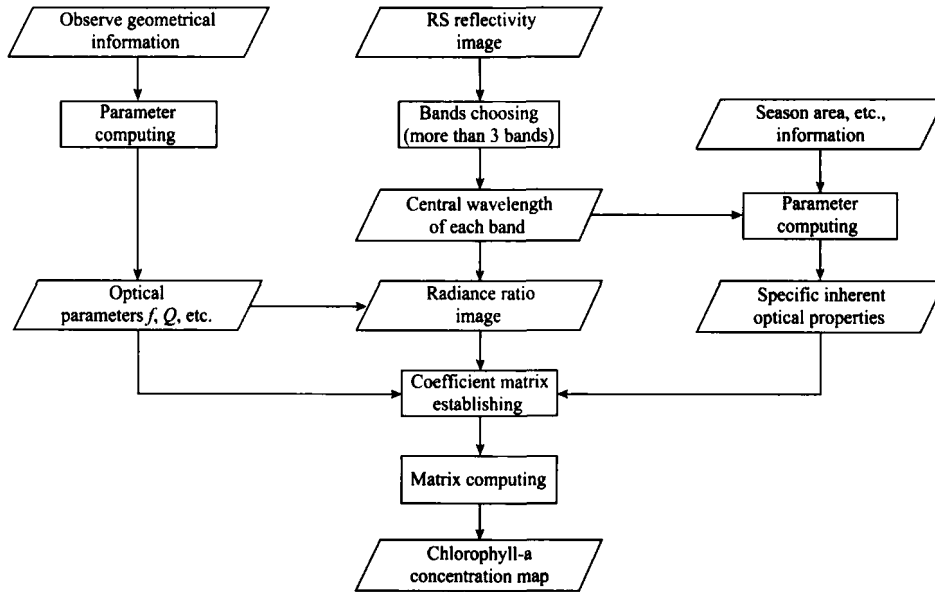 Observe geometrical
information
RS reflectivity
image
Parameter
computing
Bands choosing
(more than 3 bands)
Season area, etc.,
information
Central wavelength
of each band
Parameter
computing
Optical
parameters f, Q, etc.
Radiance ratio
image
Specific inherent
optical properties
Coefficient matrix
establishing
Matrix computing
Chlorophyll-a
concentration map